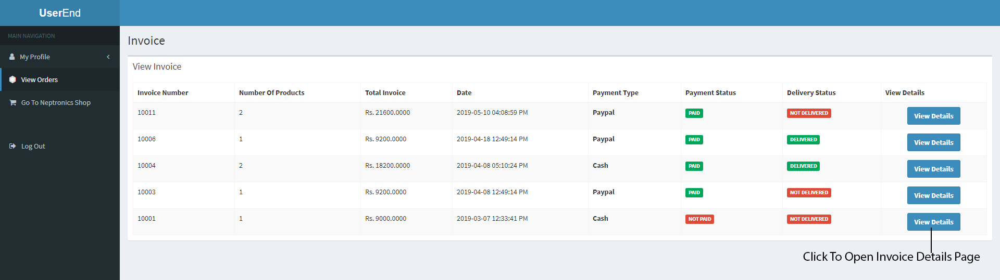 UserEnd
MAIN NAVIGATION
My Profile
View Orders
Go To Neptronics Shop
Log Out
Invoice
View Invoice
Invoice Number Number Of Products Total Invoice Date Payment Type Payment Status Delivery Status View Details
10011 2 Rs. 21600.0000 2019-05-10 04:08:59 PM Paypal PAID NOT DELIVERED View Details
10006 1 Rs. 9200.0000 2019-04-18 12:49:14 PM Paypal PAID DELIVERED View Details
10004 2 Rs. 18200.0000 2019-04-08 05:10:24 PM Cash PAID DELIVERED View Details
10003 1 Rs. 9200.0000 2019-04-08 12:49:14 PM Paypal PAID NOT DELIVERED View Details
10001 1 Rs. 9000.0000 2019-03-07 12:33:41 PM Cash NOT PAID NOT DELIVERED View Details
Click To Open Invoice Details Page